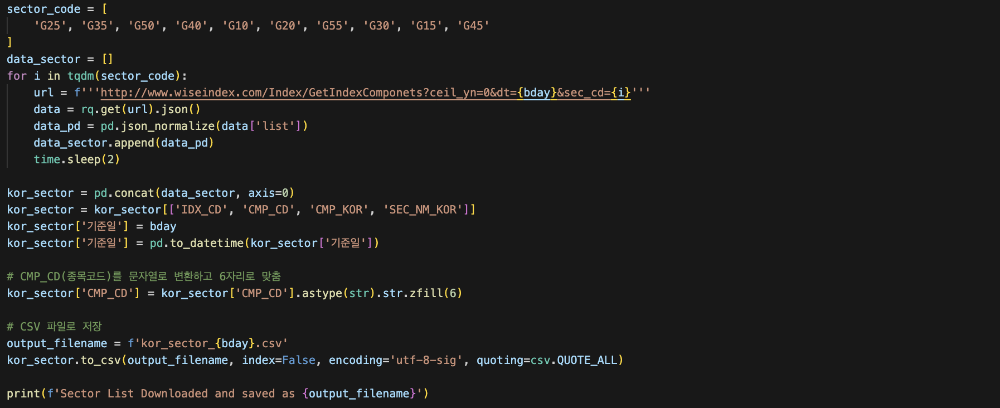 sector_code = [
    'G25', 'G35', 'G50', 'G40', 'G10', 'G20', 'G55', 'G30', 'G15', 'G45'
]
data_sector = []
for i in tqdm(sector_code):
    url = f'''http://www.wiseindex.com/Index/GetIndexComponets?ceil_yn=0&dt={bday}&sec_cd={i}'''
    data = rq.get(url).json()
    data_pd = pd.json_normalize(data['list'])
    data_sector.append(data_pd)
    time.sleep(2)

kor_sector = pd.concat(data_sector, axis=0)
kor_sector = kor_sector[['IDX_CD', 'CMP_CD', 'CMP_KOR', 'SEC_NM_KOR']]
kor_sector['기준일'] = bday
kor_sector['기준일'] = pd.to_datetime(kor_sector['기준일'])

# CMP_CD(종목코드)를 문자열로 변환하고 6자리로 맞춤
kor_sector['CMP_CD'] = kor_sector['CMP_CD'].astype(str).str.zfill(6)

# CSV 파일로 저장
output_filename = f'kor_sector_{bday}.csv'
kor_sector.to_csv(output_filename, index=False, encoding='utf-8-sig', quoting=csv.QUOTE_ALL)

print(f'Sector List Downloaded and saved as {output_filename}')